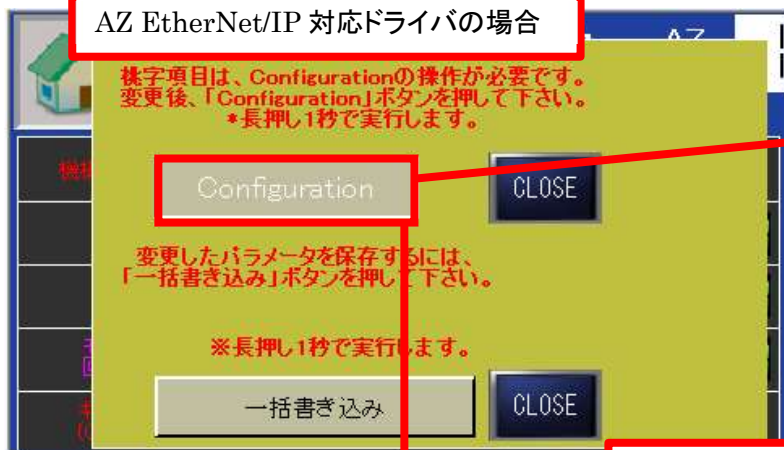 AZ EtherNet/IP 対応ドライバの場合
AZ
桃字項目は、Configurationの操作が必要です。
変更後、「Configuration」ボタンを押して下さい。
*長押し1秒で実行します。
Configuration
CLOSE
変更したパラメータを保存するには、
「一括書き込み」ボタンを押して下さい。
※長押し1秒で実行します。
一括書き込み
CLOSE